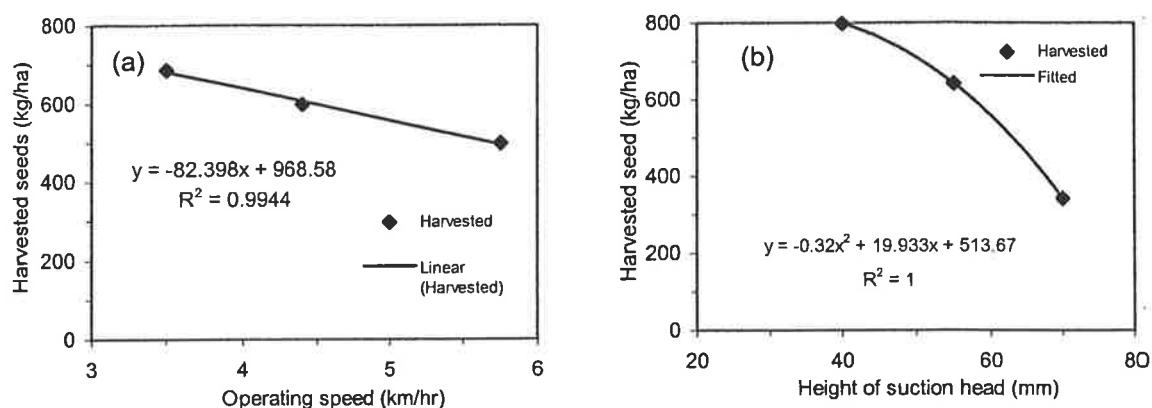 (a)
Harvested seeds (kg/ha)
800
600
400
200
0
y = -82.398x + 968.58
R² = 0.9944
Harvested
Linear
(Harvested)
3
4
5
6
Operating speed (km/hr)
(b)
Harvested seed (kg/ha)
800
600
400
200
0
Harvested
Fitted
y = -0.32x² + 19.933x + 513.67
R² = 1
20
40
60
80
Height of suction head (mm)